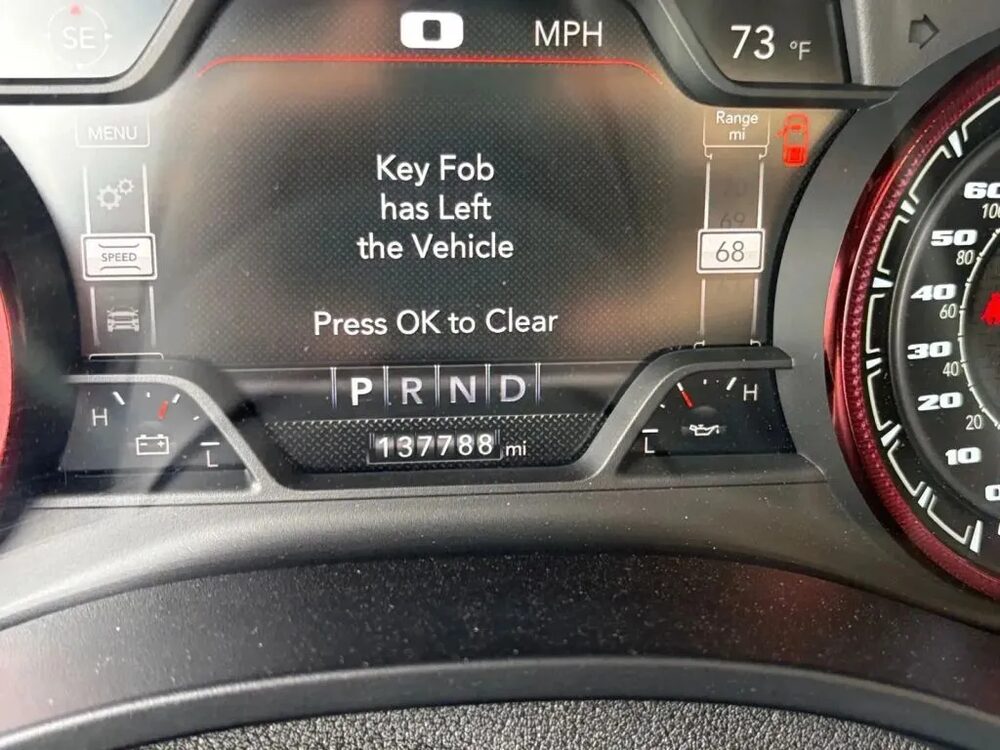 SE
0 MPH
73 °F
MENU
Range
mi
Key Fob
has Left
the Vehicle
SPEED
69
68
Press OK to Clear
P R N D
H
L
137788 mi
H
L
60
100
50
80
40
60
30
40
20
20
10
0